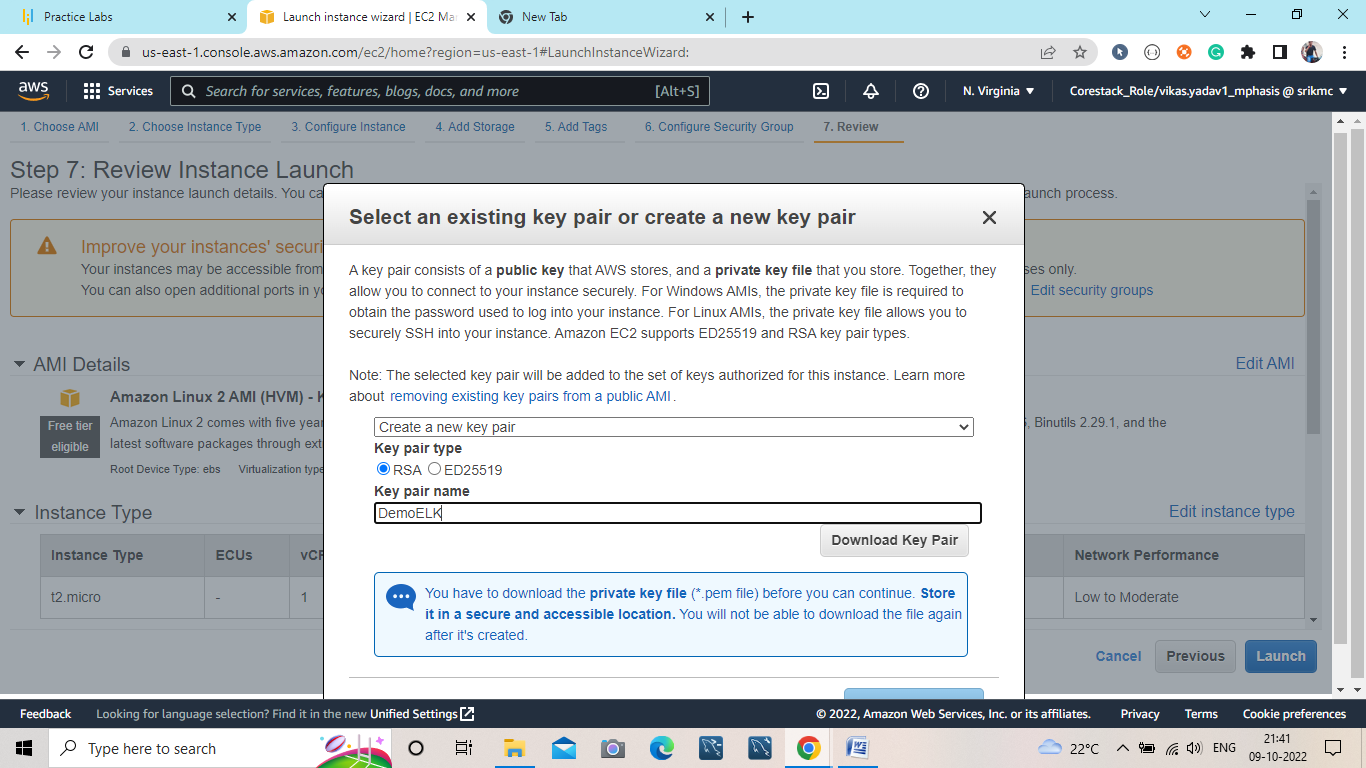 Practice Labs
Launch instance wizard | EC2 Mar
New Tab
us-east-1.console.aws.amazon.com/ec2/home?region=us-east-1#LaunchInstanceWizard:
aws
Services
Search for services, features, blogs, docs, and more
[Alt+S]
N. Virginia
Corestack_Role/vikas.yadav1_mphasis @ srikmc
1. Choose AMI
2. Choose Instance Type
3. Configure Instance
4. Add Storage
5. Add Tags
6. Configure Security Group
7. Review
Step 7: Review Instance Launch
Please review your instance launch details. You ca
aunch process.
Improve your instances' securi
Your instances may be accessible from
ses only.
You can also open additional ports in yo
Edit security groups
AMI Details
Edit AMI
Amazon Linux 2 AMI (HVM) - K
Free tier
eligible
Amazon Linux 2 comes with five year
, Binutils 2.29.1, and the
latest software packages through ext
Root Device Type: ebs
Virtualization type
Instance Type
Edit instance type
Instance Type
ECUs
vCP
Network Performance
t2.micro
-
1
Low to Moderate
Cancel
Previous
Launch
Select an existing key pair or create a new key pair
A key pair consists of a public key that AWS stores, and a private key file that you store. Together, they
allow you to connect to your instance securely. For Windows AMIs, the private key file is required to
obtain the password used to log into your instance. For Linux AMIs, the private key file allows you to
securely SSH into your instance. Amazon EC2 supports ED25519 and RSA key pair types.
Note: The selected key pair will be added to the set of keys authorized for this instance. Learn more
about removing existing key pairs from a public AMI .
Create a new key pair
Key pair type
RSA
ED25519
Key pair name
DemoELK
Download Key Pair
You have to download the private key file (*.pem file) before you can continue. Store
it in a secure and accessible location. You will not be able to download the file again
after it's created.
Feedback
Looking for language selection? Find it in the new Unified Settings
© 2022, Amazon Web Services, Inc. or its affiliates.
Privacy
Terms
Cookie preferences
Type here to search
22°C
ENG
21:41
09-10-2022